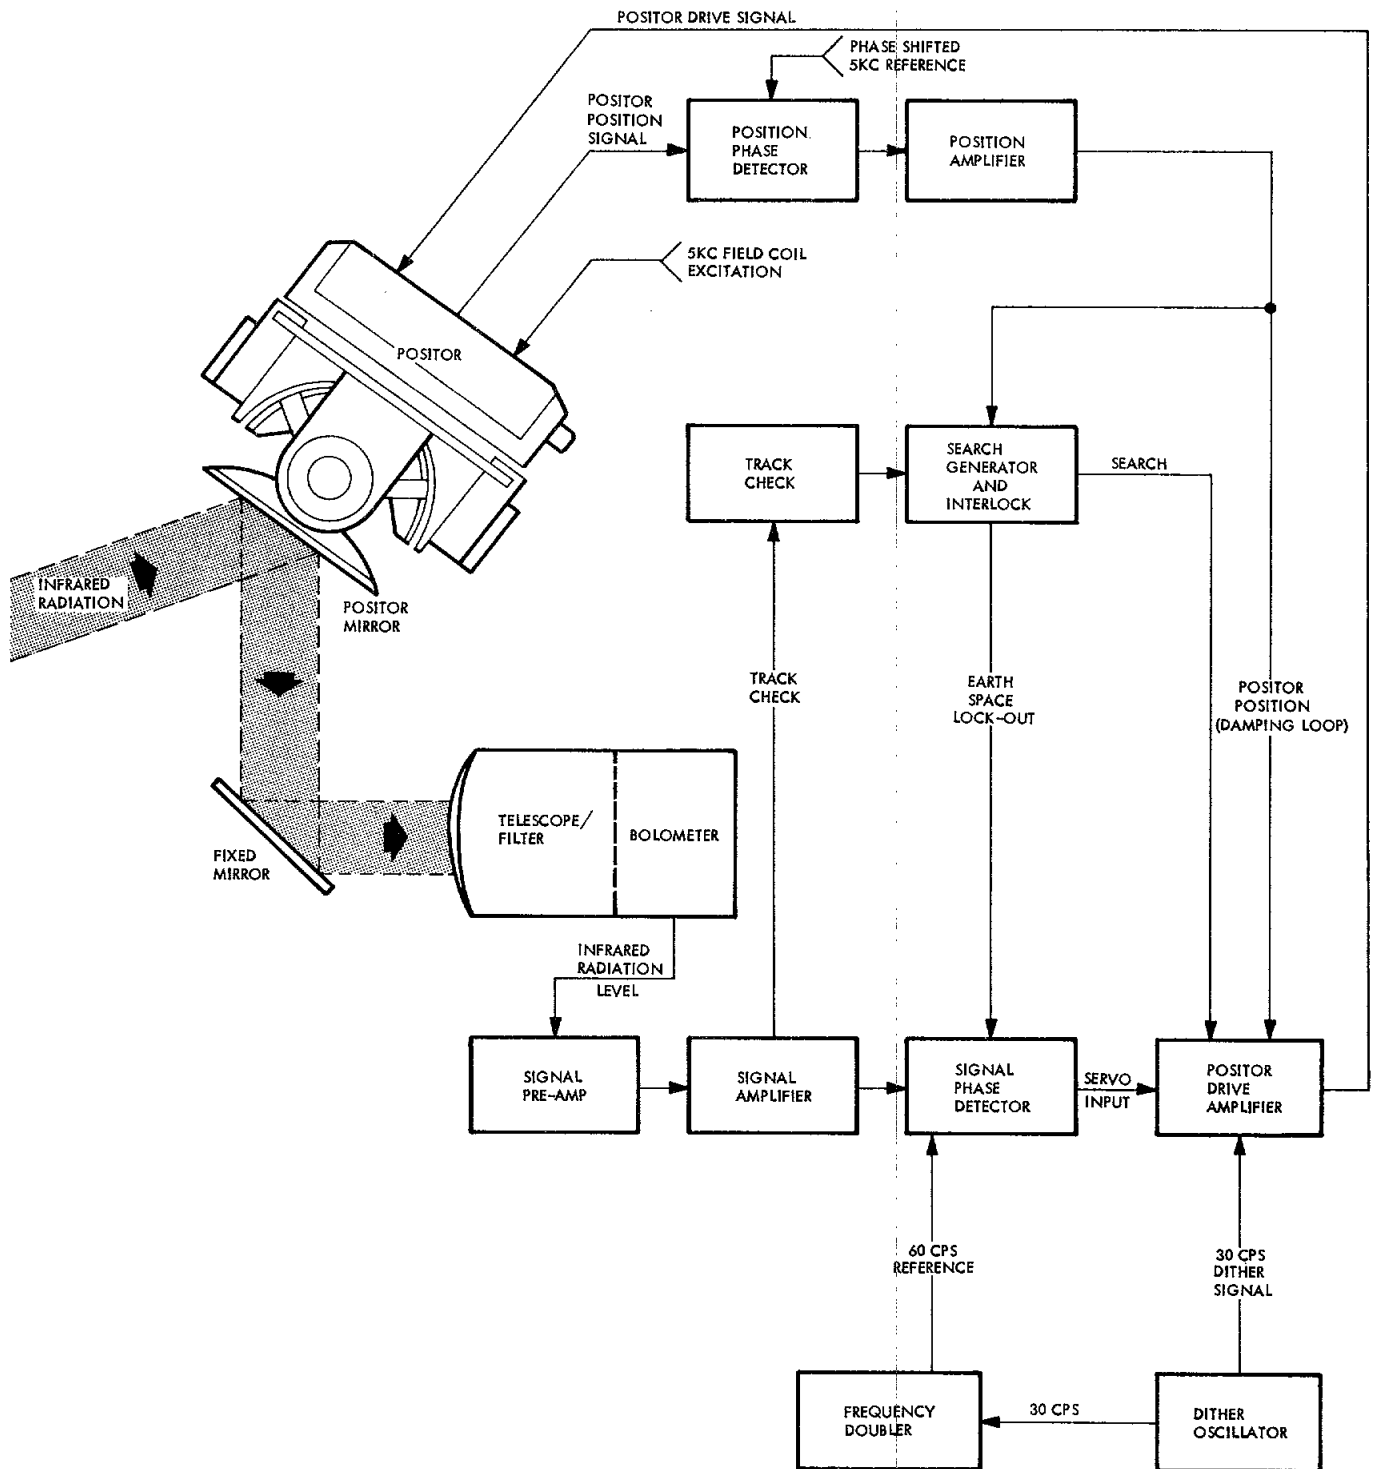 POSITOR DRIVE SIGNAL
PHASE SHIFTED
5KC REFERENCE
POSITOR
POSITION
SIGNAL
POSITION.
PHASE
DETECTOR
POSITION
AMPLIFIER
5KC FIELD COIL
EXCITATION
POSITOR
TRACK
CHECK
SEARCH
GENERATOR
AND
INTERLOCK
SEARCH
INFRARED
RADIATION
POSITOR
MIRROR
TRACK
CHECK
EARTH
SPACE
LOCK-OUT
POSITOR
POSITION
(DAMPING LOOP)
TELESCOPE/
FILTER
BOLOMETER
FIXED
MIRROR
INFRARED
RADIATION
LEVEL
SIGNAL
PRE-AMP
SIGNAL
AMPLIFIER
SIGNAL
PHASE
DETECTOR
SERVO
INPUT
POSITOR
DRIVE
AMPLIFIER
60 CPS
REFERENCE
30 CPS
DITHER
SIGNAL
FREQUENCY
DOUBLER
30 CPS
DITHER
OSCILLATOR